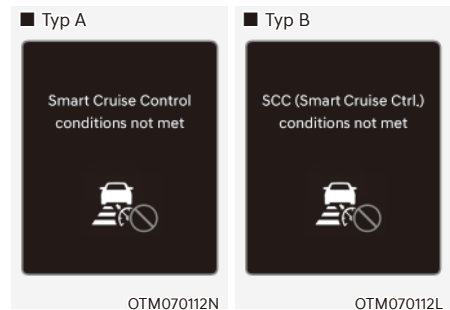 ■ Typ A
Smart Cruise Control
conditions not met
OTM070112N
■ Typ B
SCC (Smart Cruise Ctrl.)
conditions not met
OTM070112L